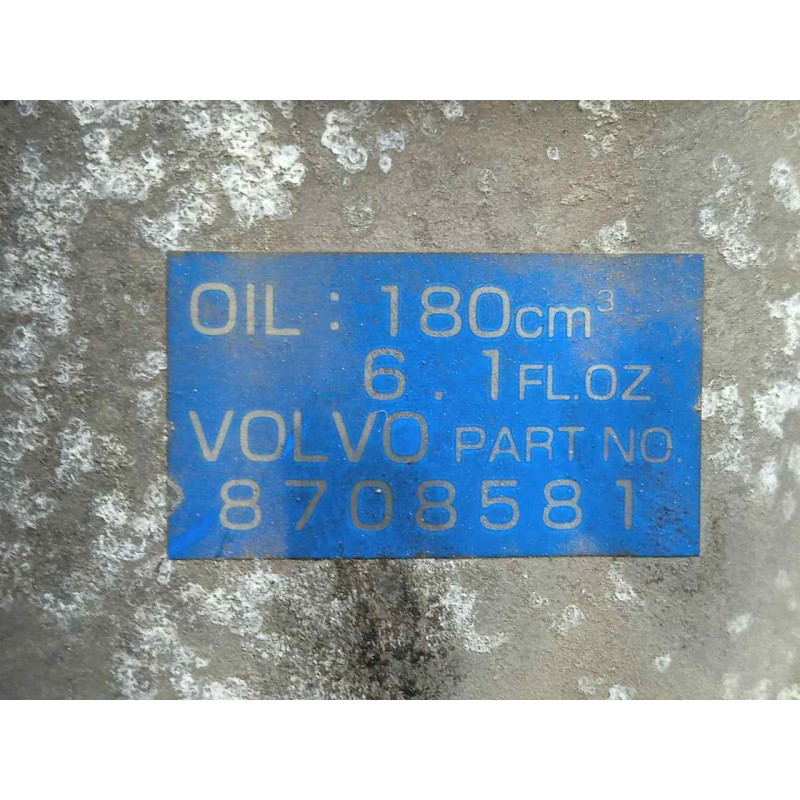 OIL : 180cm³
6.1FL.OZ
VOLVO PART NO.
8708581